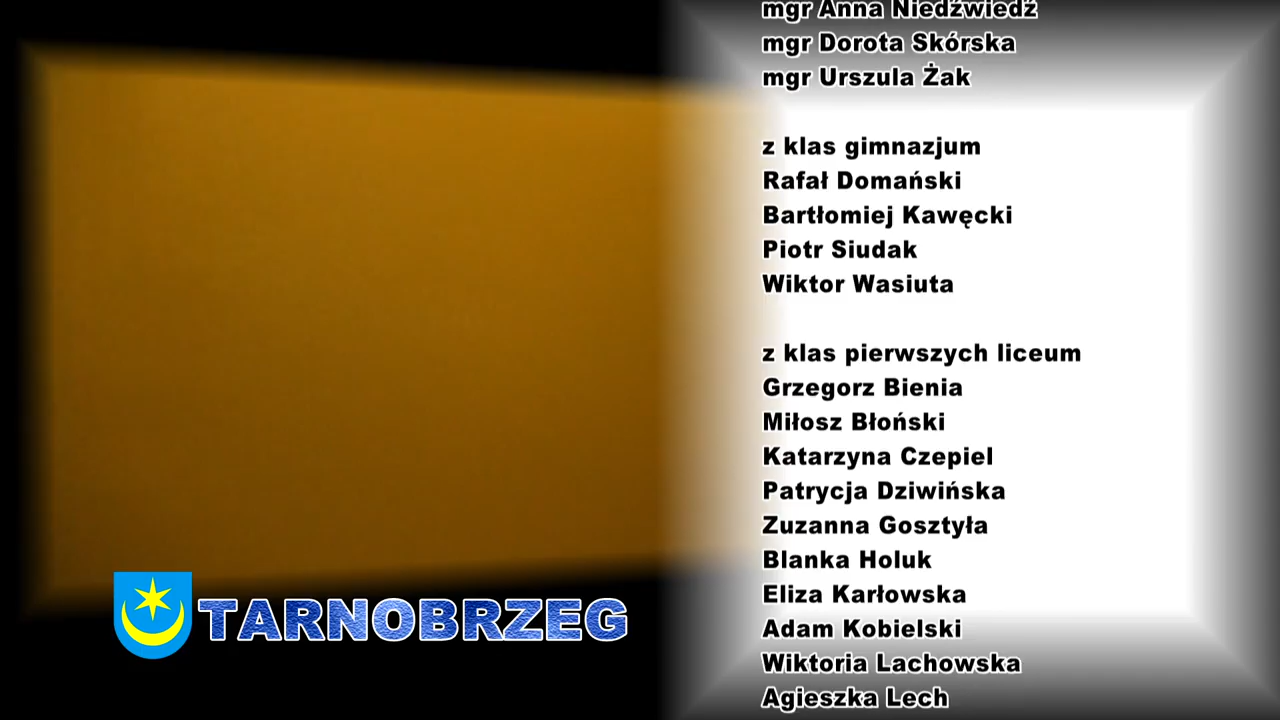 mgr Anna Niedźwiedź
mgr Dorota Skórska
mgr Urszula Żak
z klas gimnazjum
Rafał Domański
Bartłomiej Kawęcki
Piotr Siudak
Wiktor Wasiuta
z klas pierwszych liceum
Grzegorz Bienia
Miłosz Błoński
Katarzyna Czepiel
Patrycja Dziwińska
Zuzanna Gosztyła
Blanka Holuk
Eliza Karłowska
Adam Kobielski
Wiktoria Lachowska
Agieszka Lech
TARNOBRZEG